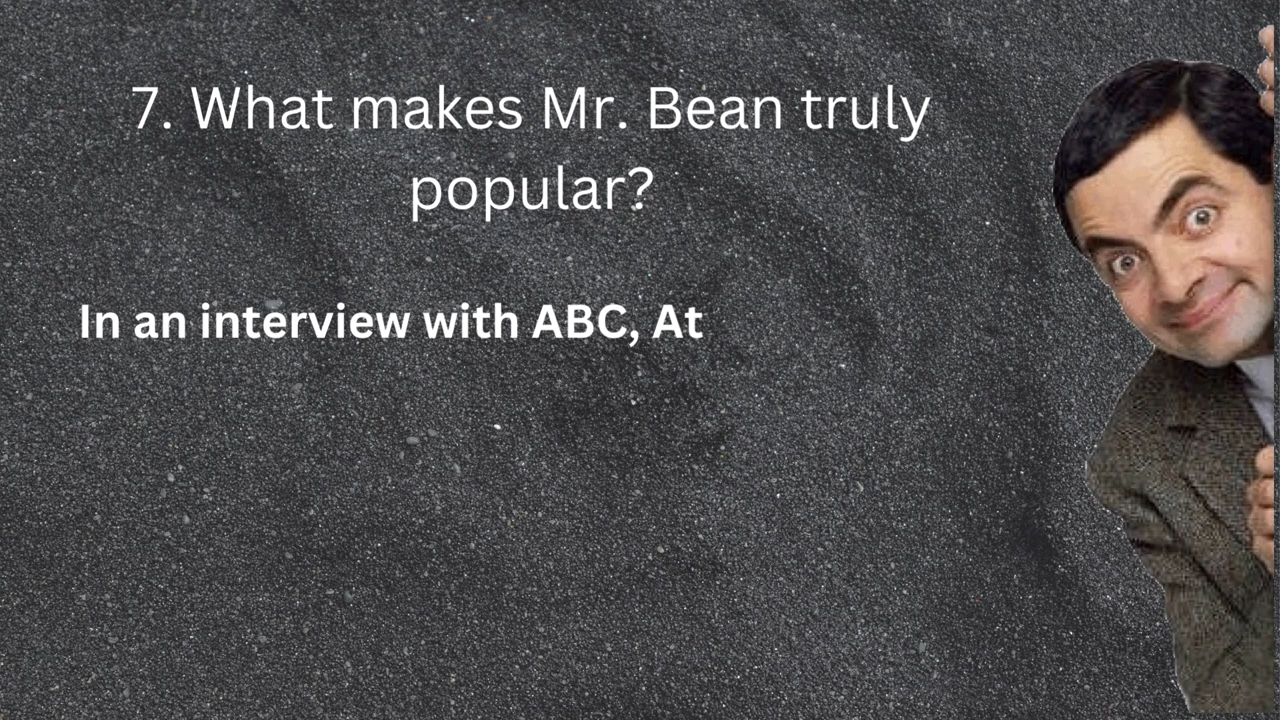 7. What makes Mr. Bean truly
popular?
In an interview with ABC, At